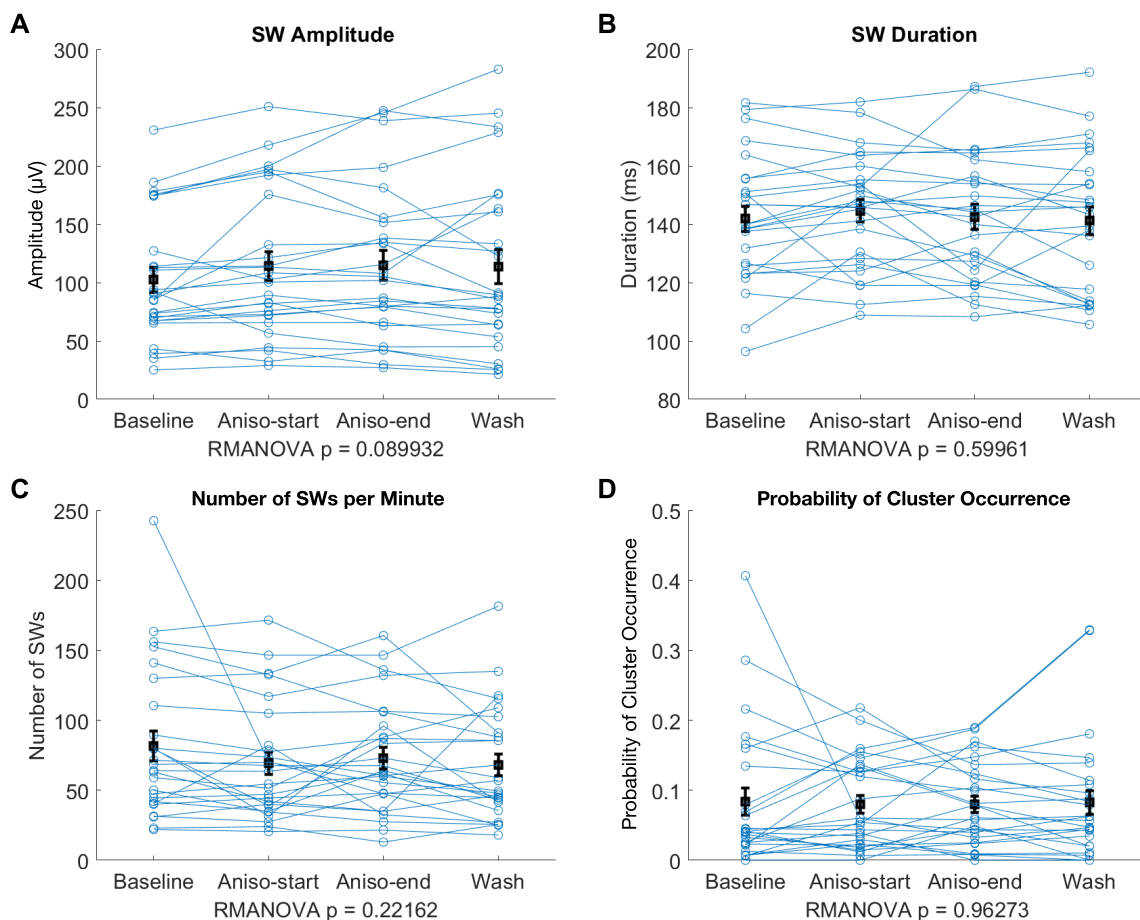 A
SW Amplitude
Amplitude (µV)
300
250
200
150
100
50
0
Baseline Aniso-start Aniso-end Wash
RMANOVA p = 0.089932
B
SW Duration
Duration (ms)
200
180
160
140
120
100
80
Baseline Aniso-start Aniso-end Wash
RMANOVA p = 0.59961
C
Number of SWs per Minute
Number of SWs
250
200
150
100
50
0
Baseline Aniso-start Aniso-end Wash
RMANOVA p = 0.22162
D
Probability of Cluster Occurrence
Probability of Cluster Occurrence
0.5
0.4
0.3
0.2
0.1
0
Baseline Aniso-start Aniso-end Wash
RMANOVA p = 0.96273